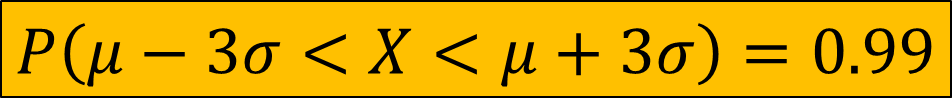 P(μ − 3σ < X < μ + 3σ) = 0.99